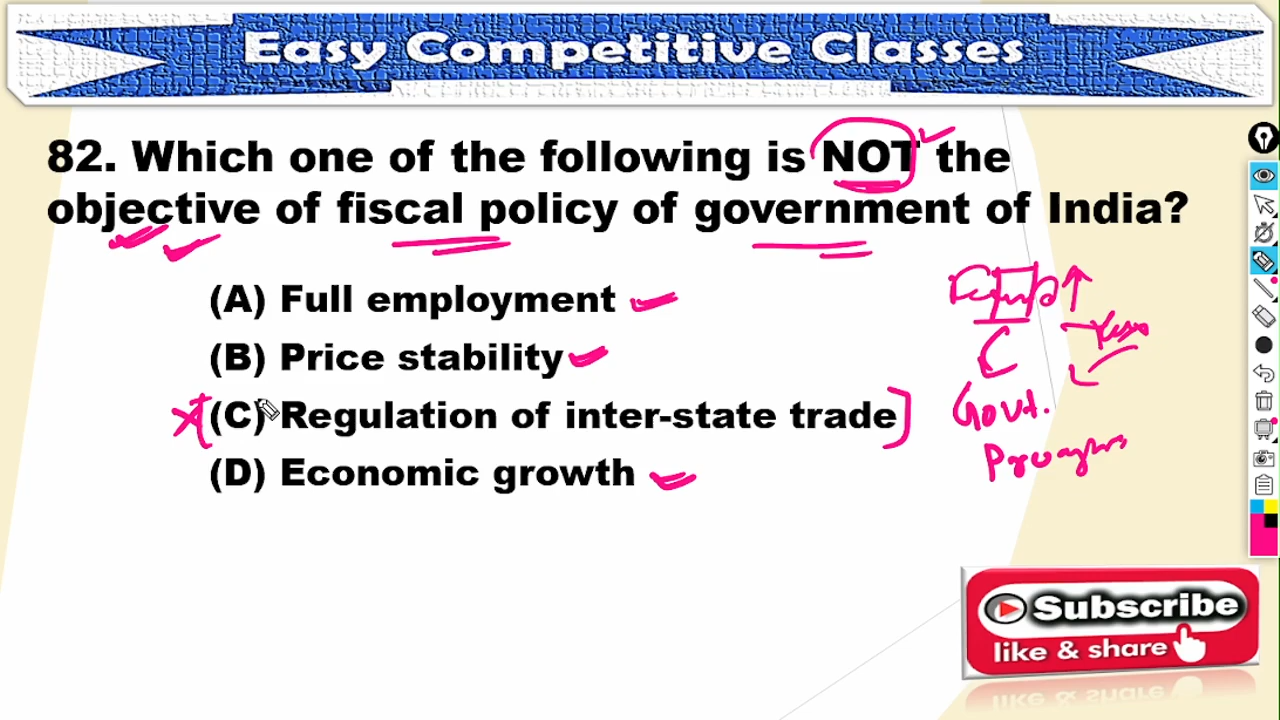 Easy Competitive Classes
82. Which one of the following is NOT the
objective of fiscal policy of government of India?
(A) Full employment
(B) Price stability
(C) Regulation of inter-state trade
(D) Economic growth
Govt.
Subscribe
like & share